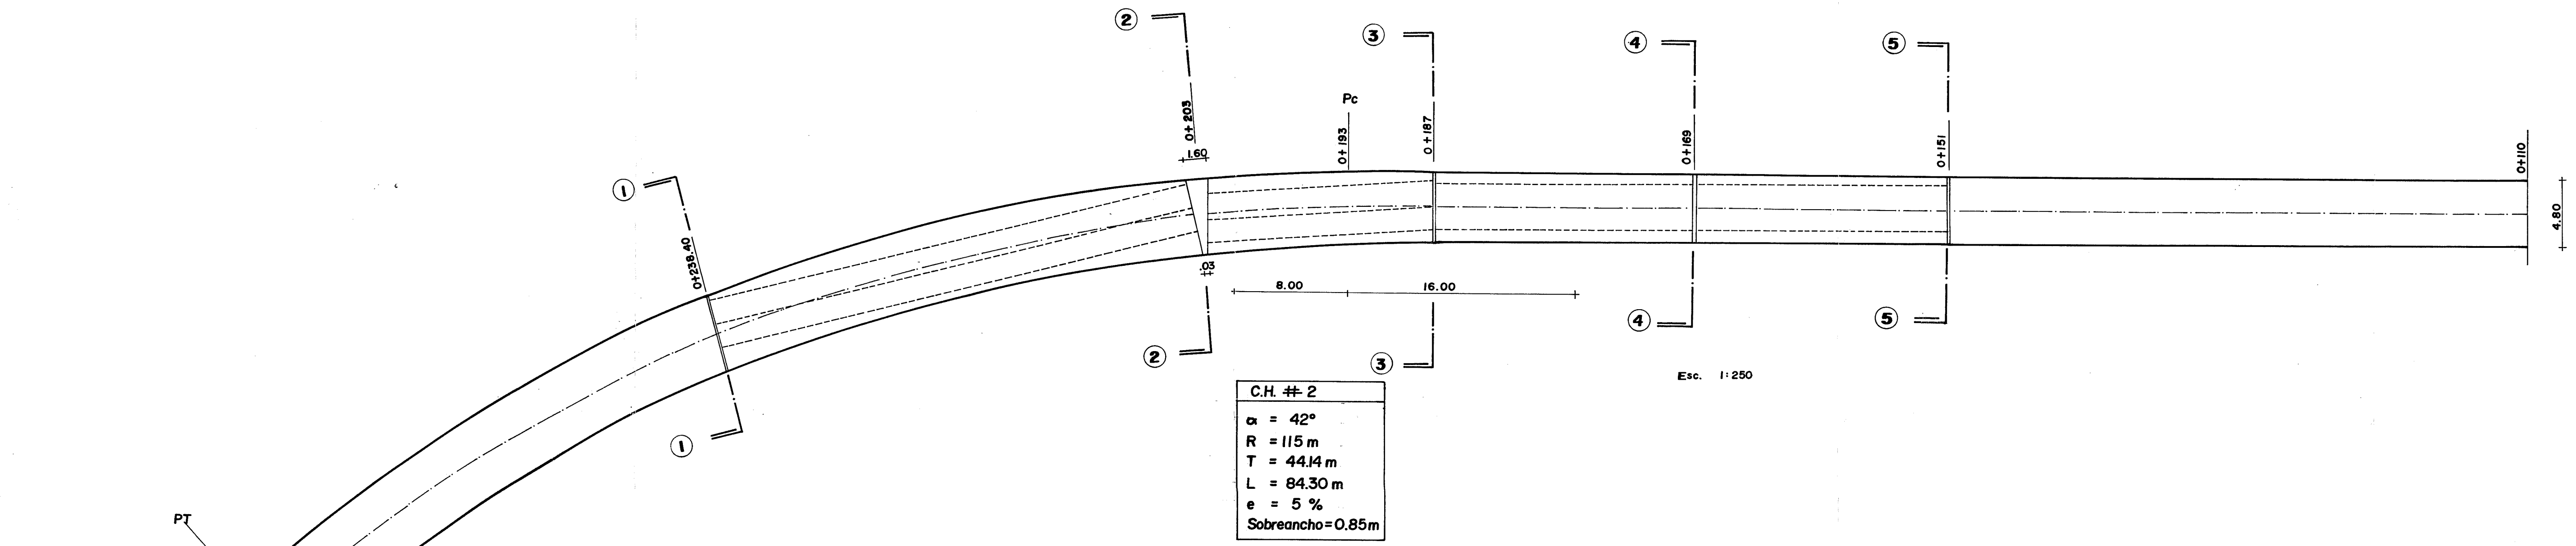 2
3
4
5
Pc
0+203
0+193
0+187
0+169
0+151
0+110
1.60
1
0+238.40
4.80
.03
8.00
16.00
4
5
2
3
Esc. 1:250
1
C.H. # 2
α = 42°
R = 115 m
T = 44.14 m
L = 84.30 m
e = 5 %
Sobreancho = 0.85 m
PT